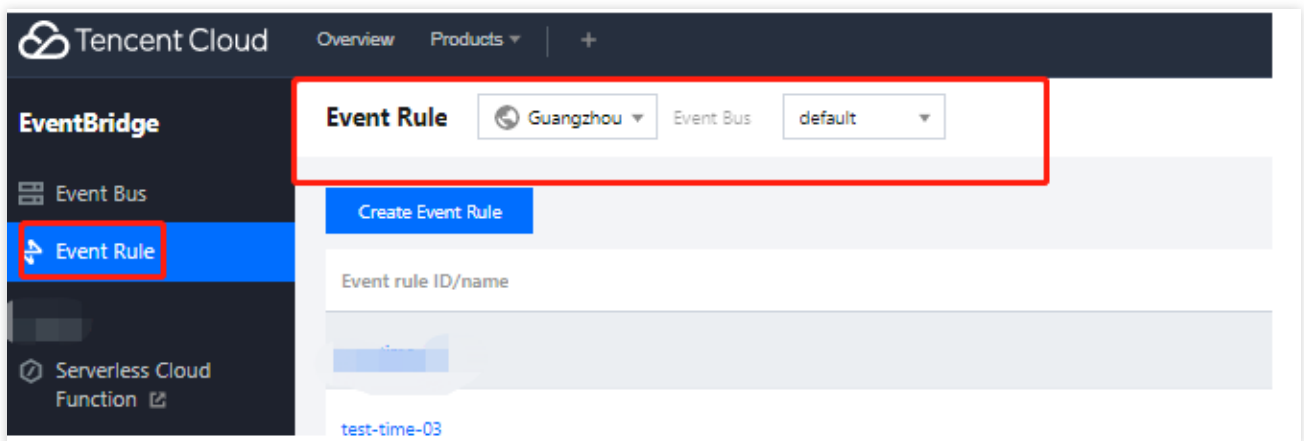 Tencent Cloud Overview Products +
EventBridge
Event Bus
Event Rule
Serverless Cloud
Function
Event Rule Guangzhou Event Bus default
Create Event Rule
Event rule ID/name
test-time-03